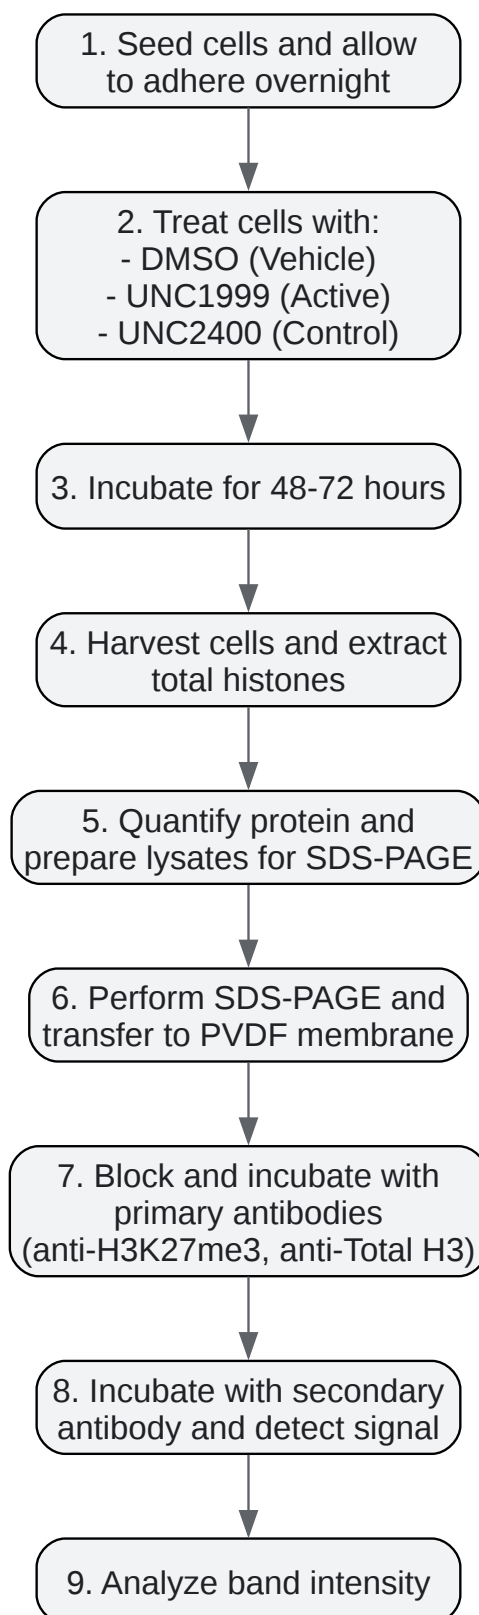 1. Seed cells and allow
to adhere overnight
2. Treat cells with:
- DMSO (Vehicle)
- UNC1999 (Active)
- UNC2400 (Control)
3. Incubate for 48-72 hours
4. Harvest cells and extract
total histones
5. Quantify protein and
prepare lysates for SDS-PAGE
6. Perform SDS-PAGE and
transfer to PVDF membrane
7. Block and incubate with
primary antibodies
(anti-H3K27me3, anti-Total H3)
8. Incubate with secondary
antibody and detect signal
9. Analyze band intensity